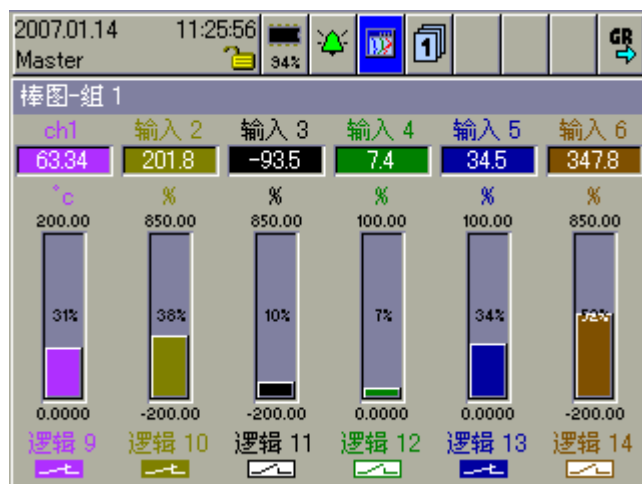 2007.01.14 11:25:56 94% 1 GR
Master
棒图-组 1
ch1 输入 2 输入 3 输入 4 输入 5 输入 6
63.34 201.8 -93.5 7.4 34.5 347.8
°c % % % % %
200.00 850.00 850.00 100.00 100.00 850.00
31% 38% 10% 7% 34% 52%
0.0000 -200.00 -200.00 0.0000 0.0000 -200.00
逻辑 9 逻辑 10 逻辑 11 逻辑 12 逻辑 13 逻辑 14